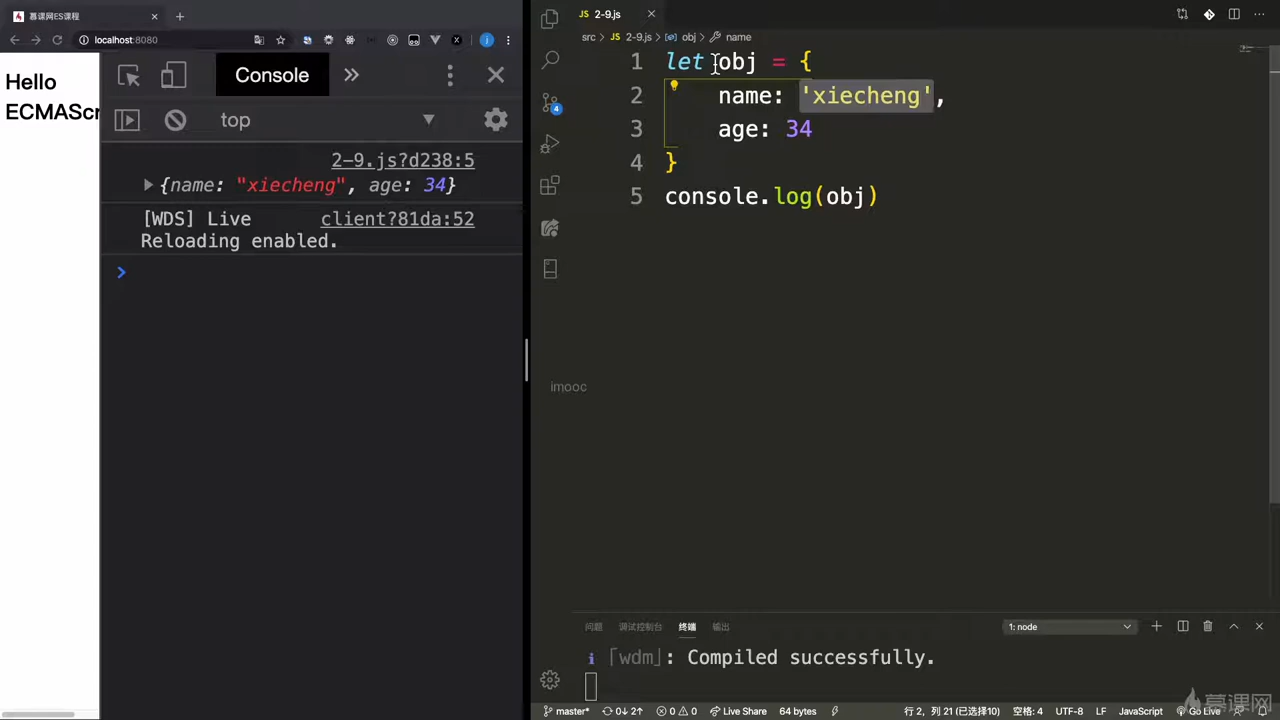 慕课网ES课程
localhost:8080
Hello
ECMAScr
Console
top
2-9.js?d238:5
{name: "xiecheng", age: 34}
[WDS] Live
client?81da:52
Reloading enabled.
2-9.js
src > JS 2-9.js > obj > name
1 let obj = {
2 name: 'xiecheng',
3 age: 34
4 }
5 console.log(obj)
imooc
问题 调试控制台 终端 输出
1: node
i ｢wdm｣: Compiled successfully.
慕课网
master* 0↓ 2↑ 0 0 Live Share 64 bytes 行 2, 列 21 (已选择10) 空格: 4 UTF-8 LF JavaScript Go Live